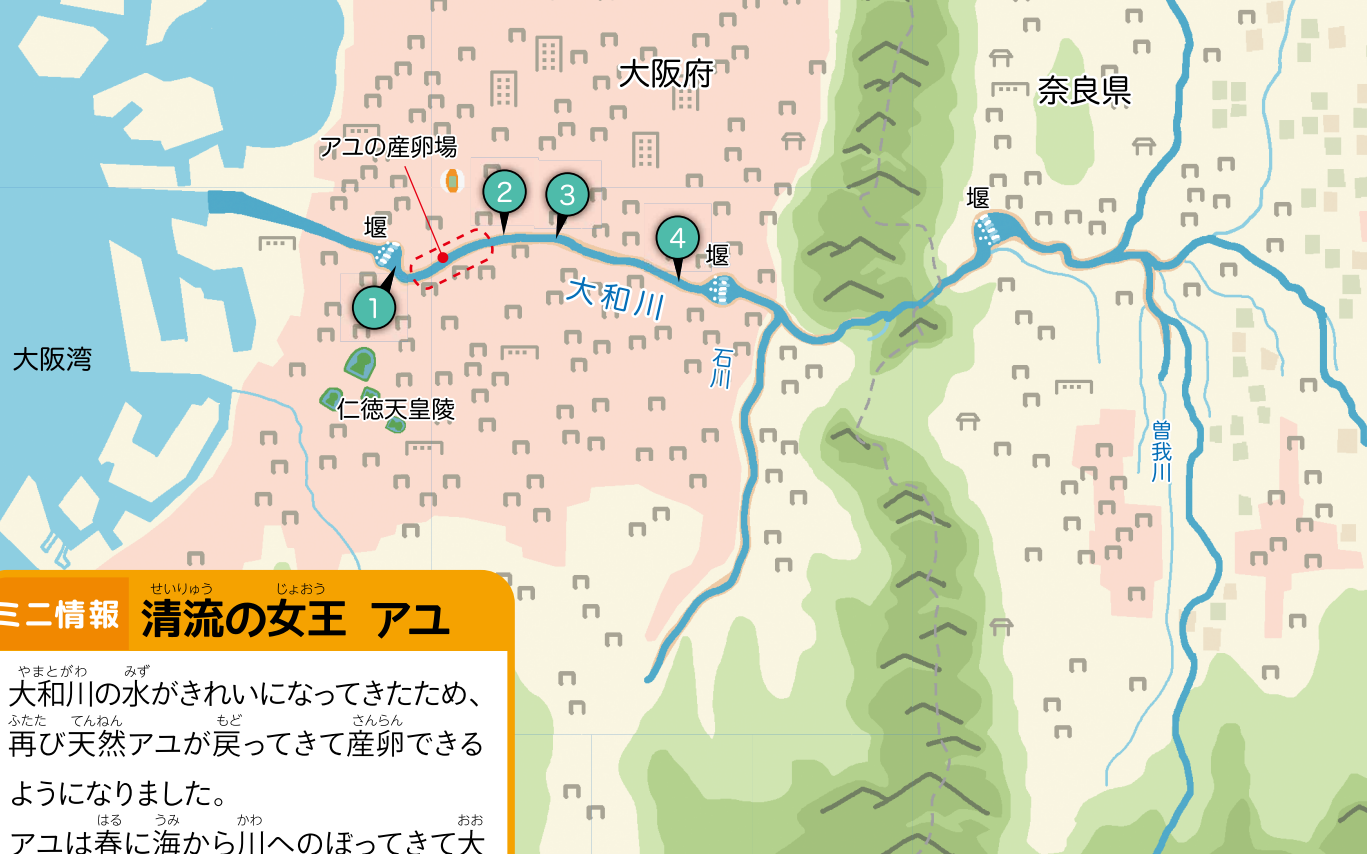 大阪府
奈良県
アユの産卵場
堰
2
3
堰
4
堰
1
大和川
大阪湾
石川
仁徳天皇陵
曽我川
ミニ情報
せいりゅう じょおう
清流の女王 アユ
やまとがわ みず
大和川の水がきれいになってきたため、
ふたた てんねん もど さんらん
再び天然アユが戻ってきて産卵できる
ようになりました。
はる うみ かわ おお
アユは春に海から川へのぼってきて大